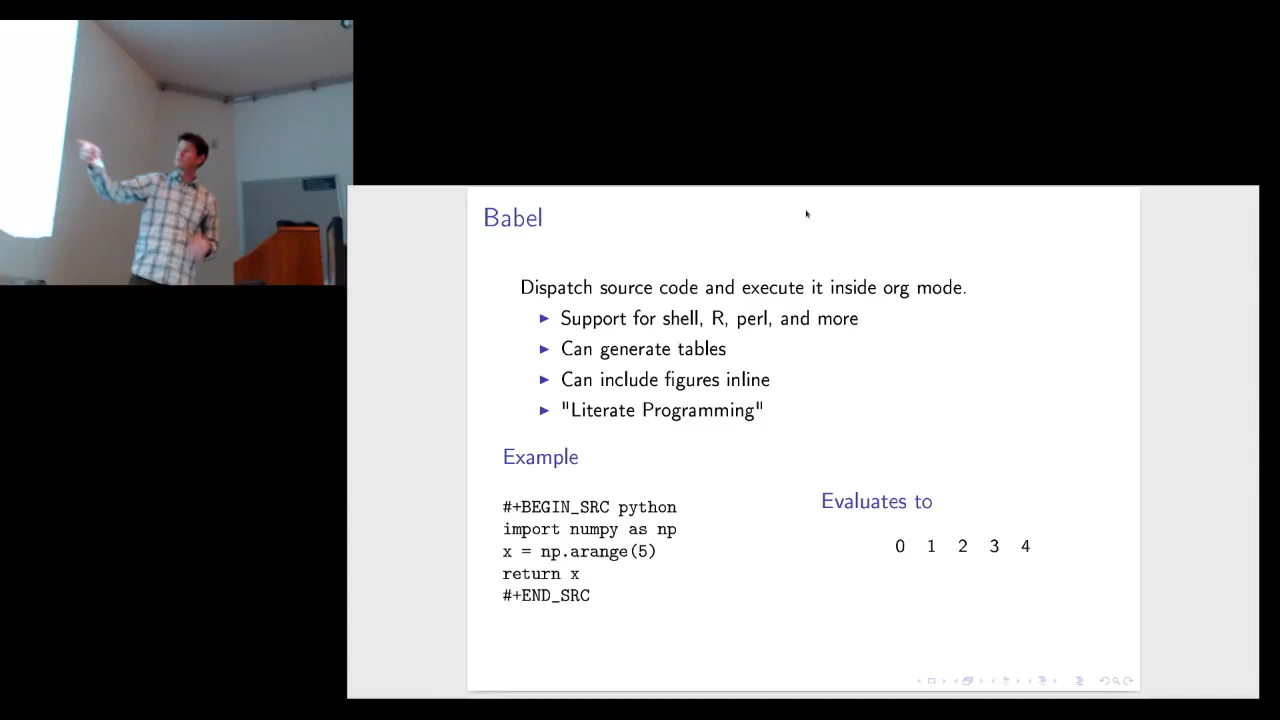 Babel
Dispatch source code and execute it inside org mode.
Support for shell, R, perl, and more
Can generate tables
Can include figures inline
"Literate Programming"
Example
#+BEGIN_SRC python
import numpy as np
x = np.arange(5)
return x
#+END_SRC
Evaluates to
0 1 2 3 4